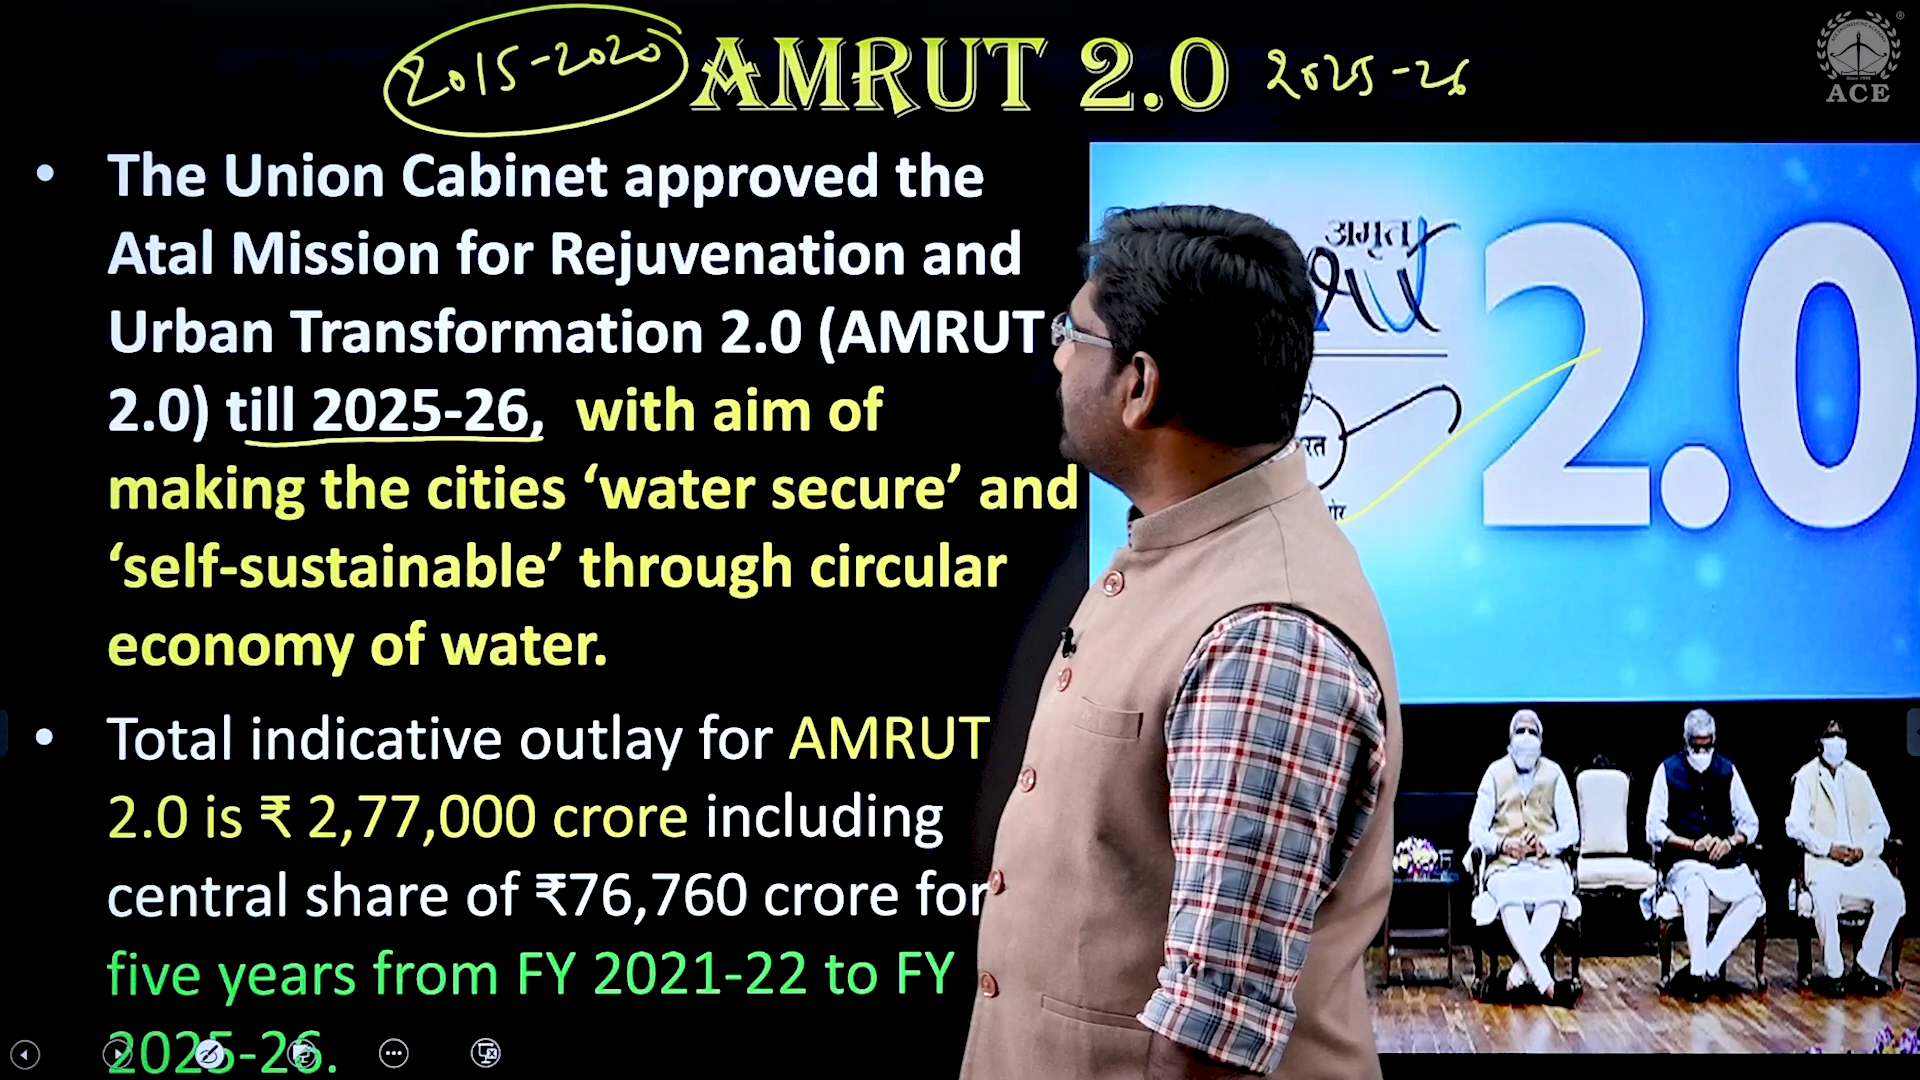 2015-2020 AMRUT 2.0 2025-26
ACE
• The Union Cabinet approved the
Atal Mission for Rejuvenation and
Urban Transformation 2.0 (AMRUT
2.0) till 2025-26, with aim of
making the cities ‘water secure’ and
‘self-sustainable’ through circular
economy of water.
• Total indicative outlay for AMRUT
2.0 is ₹ 2,77,000 crore including
central share of ₹76,760 crore for
five years from FY 2021-22 to FY
2025-26.
अमृत
2.0